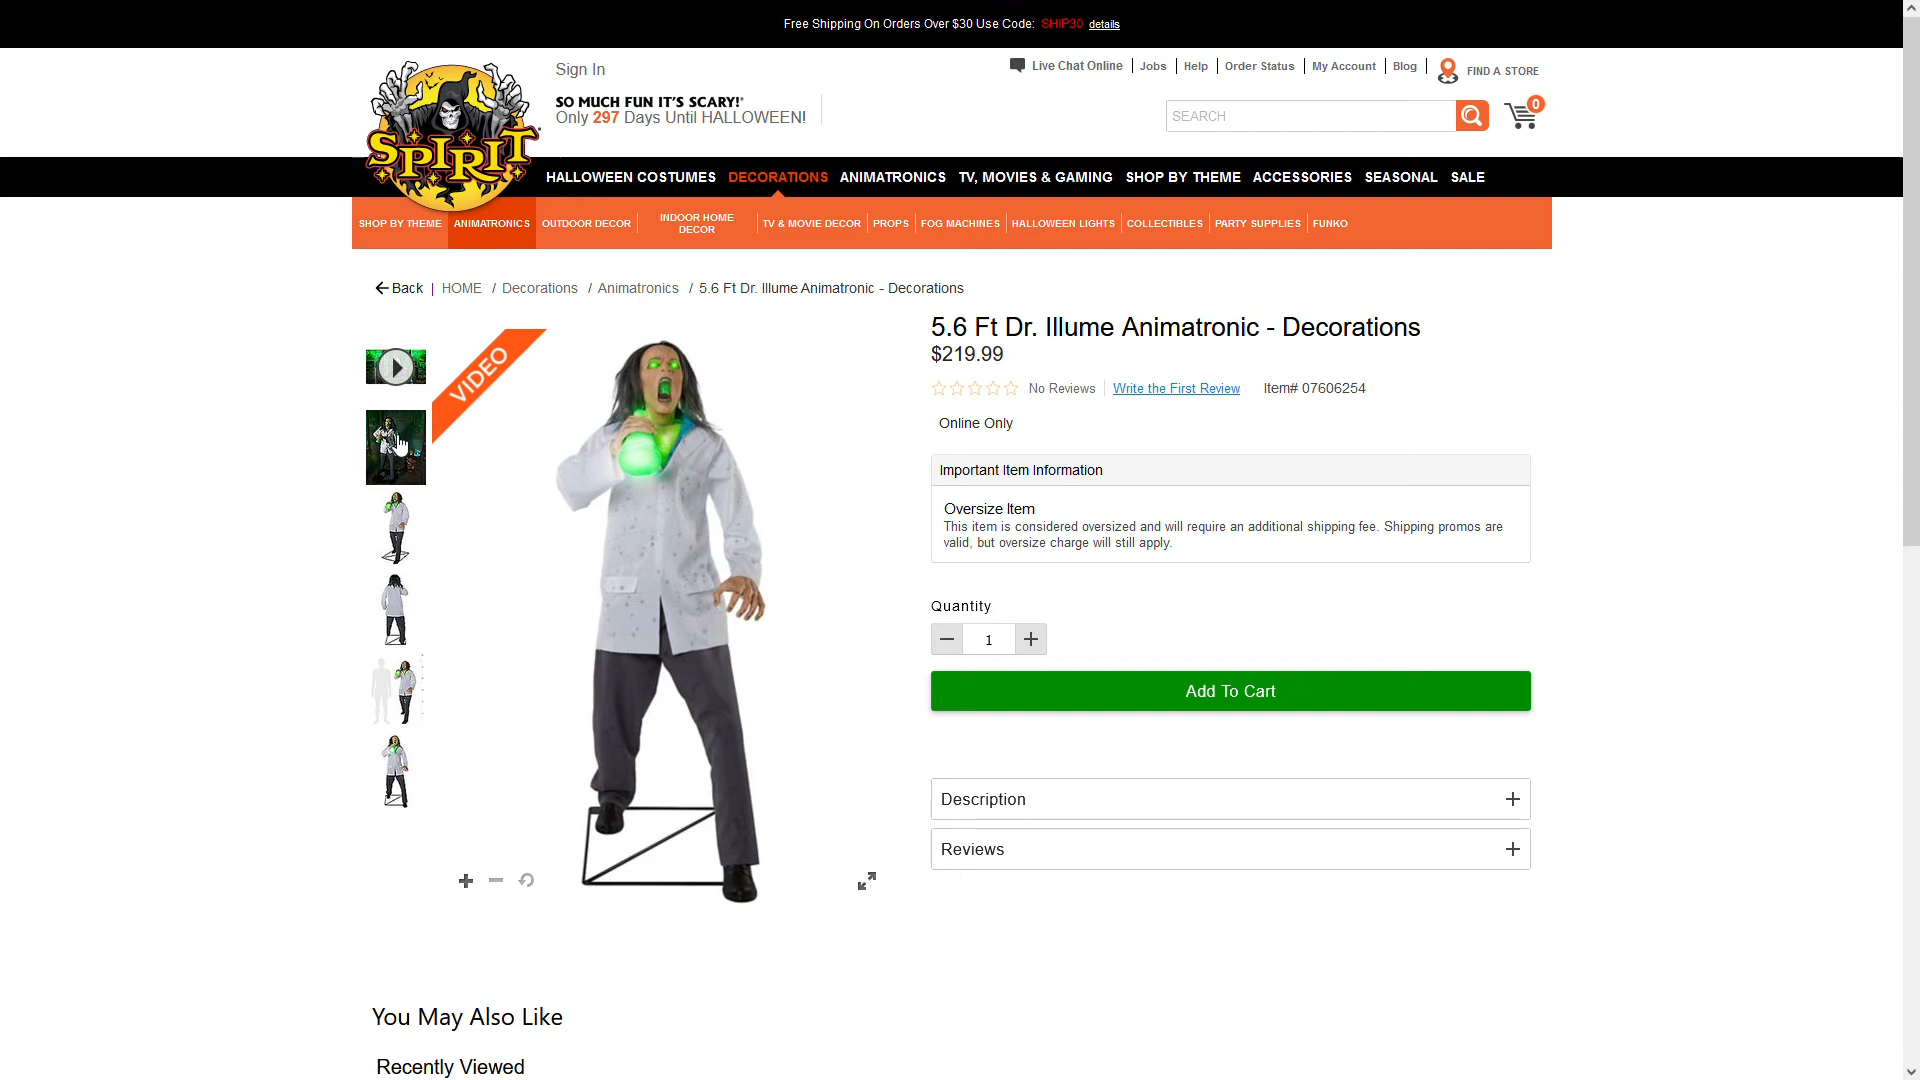 Free Shipping On Orders Over $30 Use Code: SHIP30 details
Sign In
Live Chat Online
Jobs
Help
Order Status
My Account
Blog
FIND A STORE
SPIRIT
SO MUCH FUN IT'S SCARY!
Only 297 Days Until HALLOWEEN!
SEARCH
0
HALLOWEEN COSTUMES
DECORATIONS
ANIMATRONICS
TV, MOVIES & GAMING
SHOP BY THEME
ACCESSORIES
SEASONAL
SALE
SHOP BY THEME
ANIMATRONICS
OUTDOOR DECOR
INDOOR HOME
DECOR
TV & MOVIE DECOR
PROPS
FOG MACHINES
HALLOWEEN LIGHTS
COLLECTIBLES
PARTY SUPPLIES
FUNKO
Back | HOME / Decorations / Animatronics / 5.6 Ft Dr. Illume Animatronic - Decorations
VIDEO
5.6 Ft Dr. Illume Animatronic - Decorations
$219.99
No Reviews
Write the First Review
Item# 07606254
Online Only
Important Item Information
Oversize Item
This item is considered oversized and will require an additional shipping fee. Shipping promos are
valid, but oversize charge will still apply.
Quantity
1
Add To Cart
Description
Reviews
You May Also Like
Recently Viewed